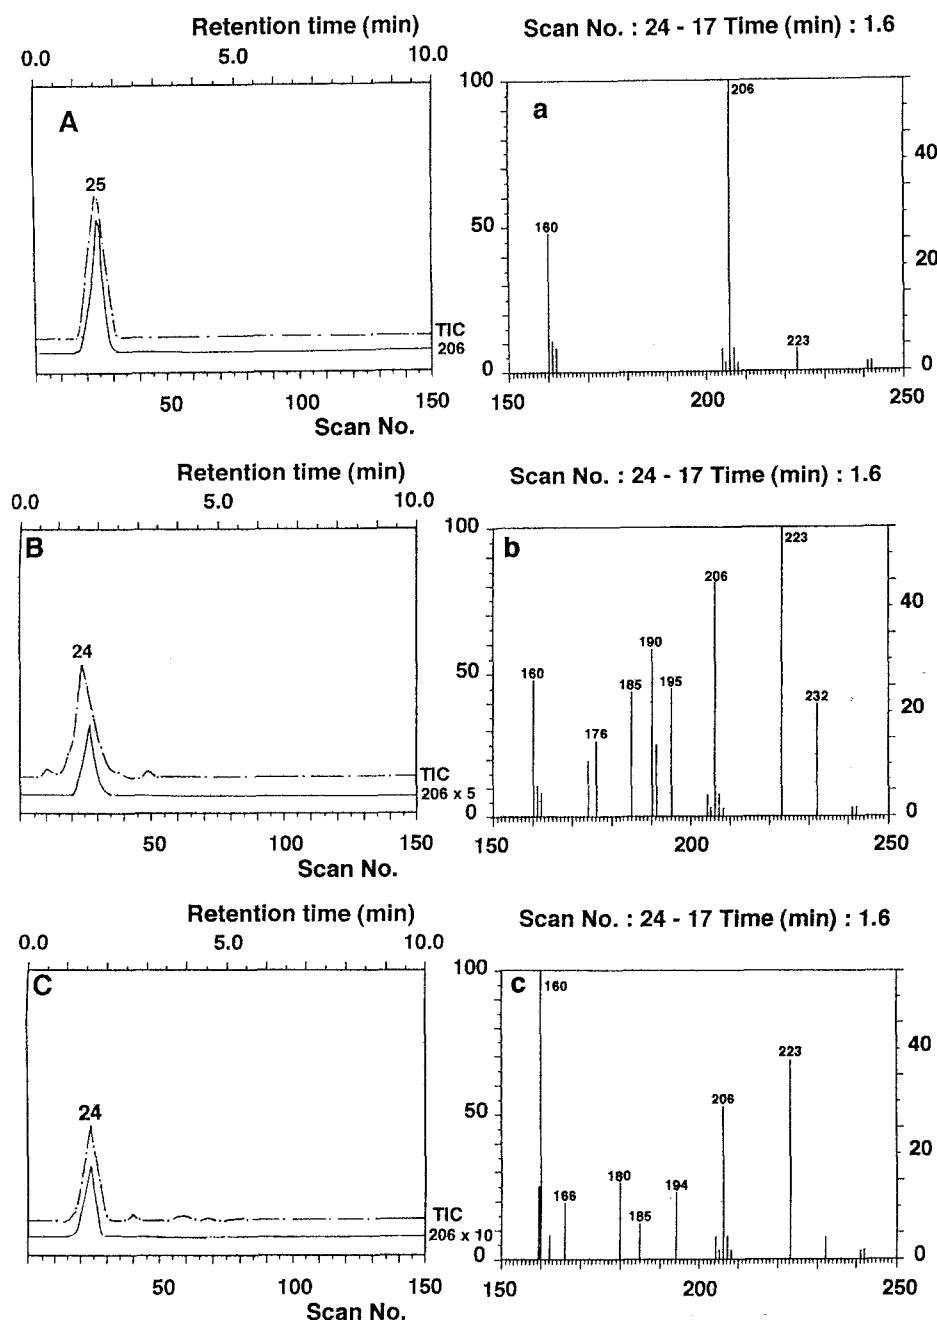 Retention time (min)
0.0 5.0 10.0
A
25
TIC
206
50 100 150
Scan No.
Scan No. : 24 - 17 Time (min) : 1.6
100
a
206
40
160
50
20
223
0 0
150 200 250
Retention time (min)
0.0 5.0 10.0
B
24
TIC
206 x 5
50 100 150
Scan No.
Scan No. : 24 - 17 Time (min) : 1.6
100
b
223
206
40
190
160 185 195
50
232
20
176
0 0
150 200 250
Retention time (min)
0.0 5.0 10.0
C
24
TIC
206 x 10
50 100 150
Scan No.
Scan No. : 24 - 17 Time (min) : 1.6
100
c
160
223
40
206
50
20
180 194
166
185
0 0
150 200 250